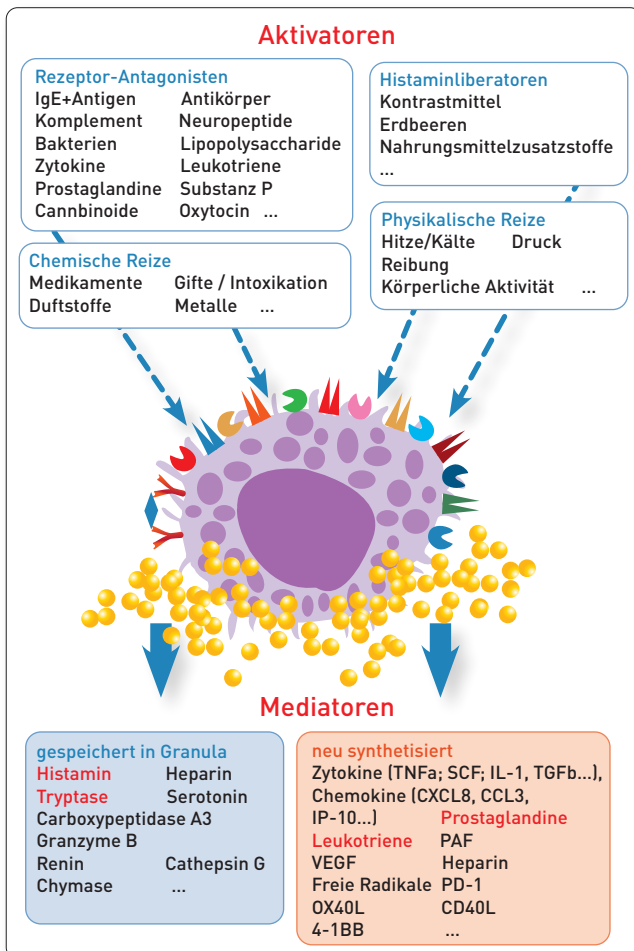 Aktivatoren
Rezeptor-Antagonisten
IgE+Antigen Antikörper
Komplement Neuropeptide
Bakterien Lipopolysaccharide
Zytokine Leukotriene
Prostaglandine Substanz P
Cannbinoide Oxytocin ...
Histaminliberatoren
Kontrastmittel
Erdbeeren
Nahrungsmittelzusatzstoffe
...
Chemische Reize
Medikamente Gifte / Intoxikation
Duftstoffe Metalle ...
Physikalische Reize
Hitze/Kälte Druck
Reibung
Körperliche Aktivität ...
Mediatoren
gespeichert in Granula
Histamin Heparin
Tryptase Serotonin
Carboxypeptidase A3
Granzyme B
Renin Cathepsin G
Chymase ...
neu synthetisiert
Zytokine (TNFa; SCF; IL-1, TGFb...),
Chemokine (CXCL8, CCL3,
IP-10...) Prostaglandine
Leukotriene PAF
VEGF Heparin
Freie Radikale PD-1
OX40L CD40L
4-1BB ...